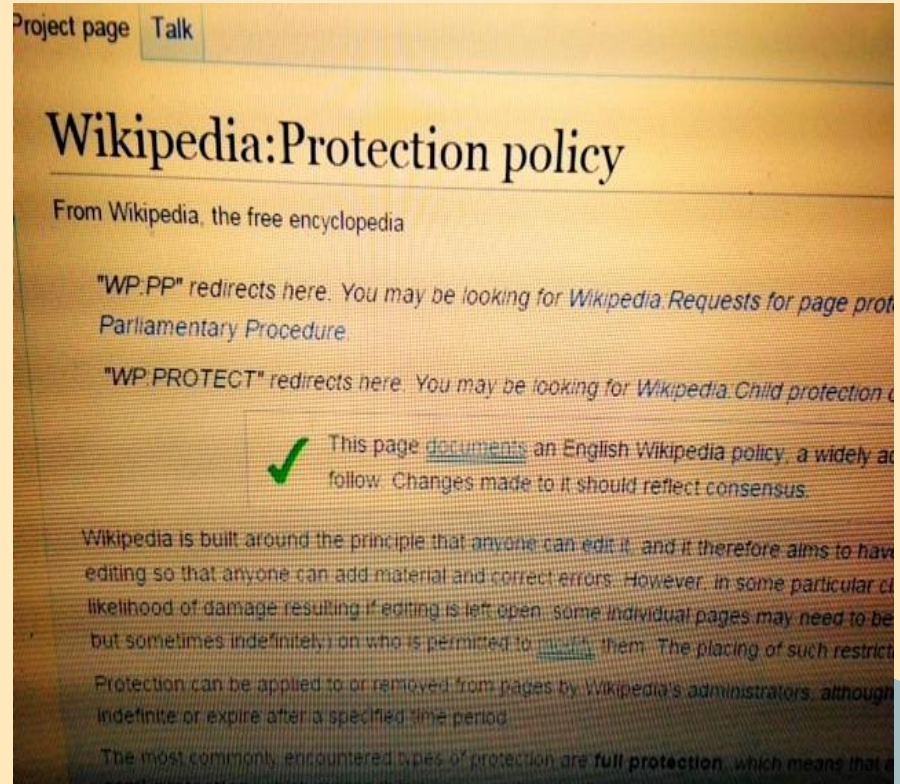 Project page Talk
Wikipedia:Protection policy
From Wikipedia, the free encyclopedia
"WP:PP" redirects here. You may be looking for Wikipedia:Requests for page
Parliamentary Procedure.
"WP:PROTECT" redirects here. You may be looking for Wikipedia:Child protection
This page documents an English Wikipedia policy, a widely
follow. Changes made to it should reflect consensus.
Wikipedia is built around the principle that anyone can edit it, and it therefore aims to have
editing so that anyone can add material and correct errors. However, in some particular
likelihood of damage resulting if editing is left open, some individual pages may need to be
but sometimes indefinitely) on who is permitted to modify them. The placing of such
Protection can be applied to or removed from pages by Wikipedia's administrators, although
indefinite or expire after a specified time period.
The most commonly encountered types of protection are full protection, which means that